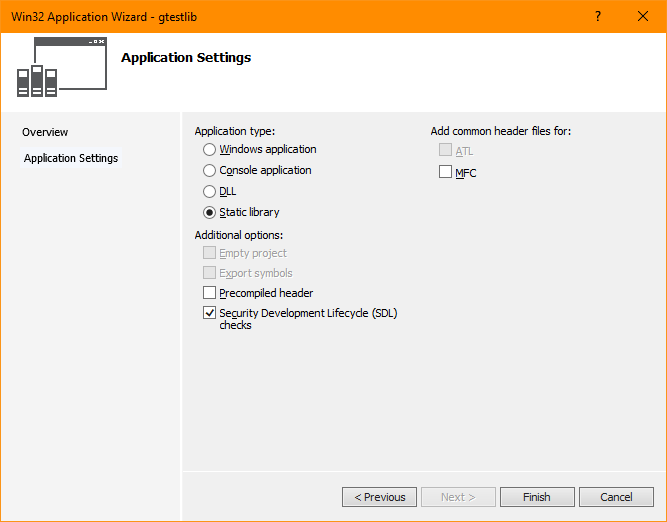 Win32 Application Wizard - gtestlib
Application Settings
Overview
Application Settings
Application type:
Windows application
Console application
DLL
Static library
Additional options:
Empty project
Export symbols
Precompiled header
Security Development Lifecycle (SDL)
checks
Add common header files for:
ATL
MFC
< Previous
Next >
Finish
Cancel